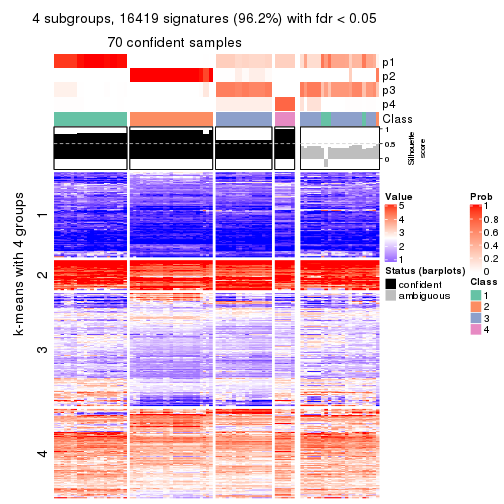 4 subgroups, 16419 signatures (96.2%) with fdr < 0.05
70 confident samples
p1
p2
p3
p4
Class
1
0.5
0
Silhouette
score
k-means with 4 groups
1
2
3
4
Value
5
4
3
2
1
Status (barplots)
confident
ambiguous
Prob
1
0.8
0.6
0.4
0.2
0
Class
1
2
3
4